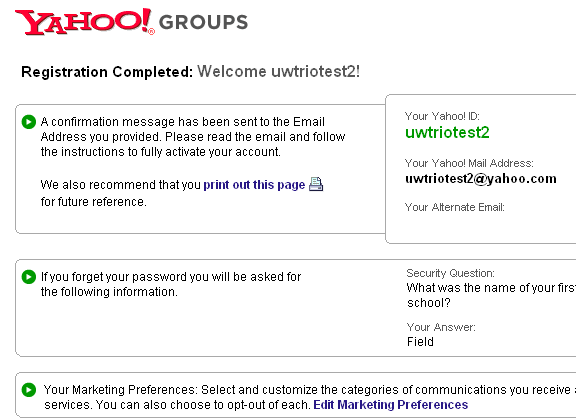 YAHOO! GROUPS
Registration Completed: Welcome uwtriotest2!
A confirmation message has been sent to the Email
Address you provided. Please read the email and follow
the instructions to fully activate your account.
We also recommend that you print out this page
for future reference.
Your Yahoo! ID:
uwtriotest2
Your Yahoo! Mail Address:
uwtriotest2@yahoo.com
Your Alternate Email:
If you forget your password you will be asked for
the following information.
Security Question:
What was the name of your first
school?
Your Answer:
Field
Your Marketing Preferences: Select and customize the categories of communications you receive
services. You can also choose to opt-out of each. Edit Marketing Preferences